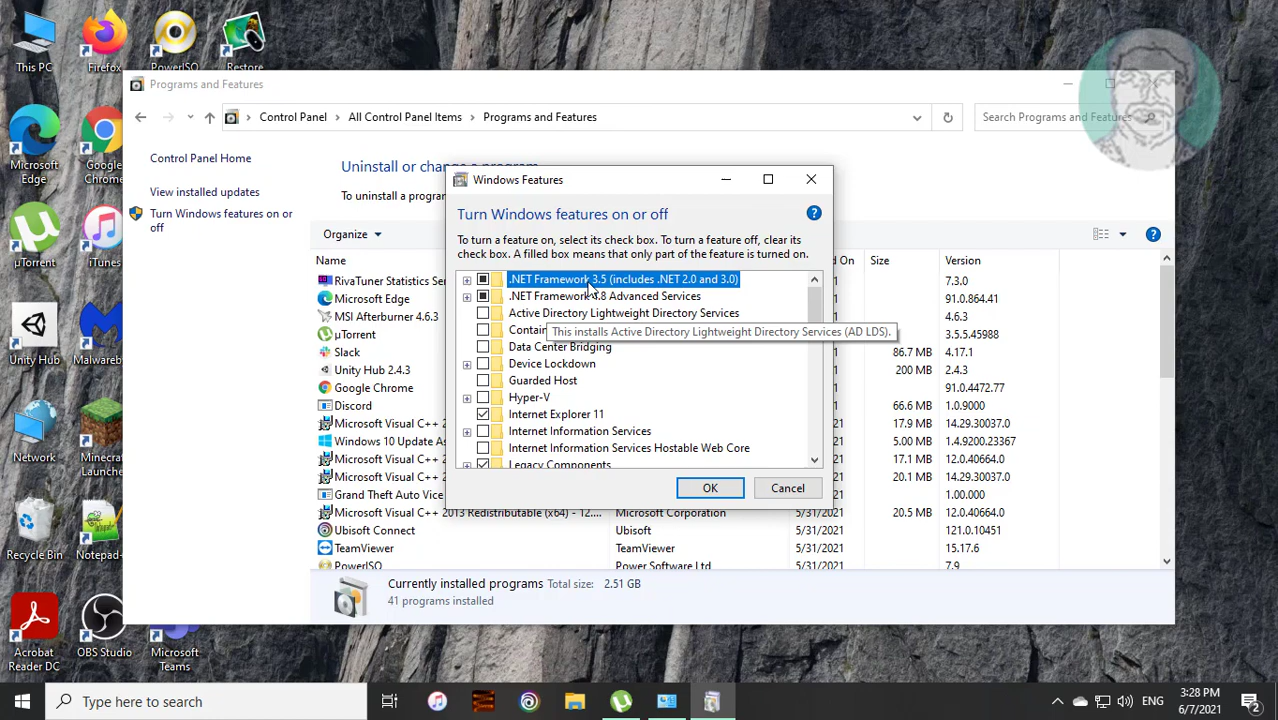 This PC
Firefox
PowerISO
Restore
Programs and Features
Control Panel
All Control Panel Items
Programs and Features
Search Programs and Features
Microsoft
Edge
Google
Chrome
Control Panel Home
View installed updates
Turn Windows features on or
off
Uninstall or change a program
To uninstall a program
µTorrent
iTunes
Organize
Name
On
Size
Version
Windows Features
Turn Windows features on or off
To turn a feature on, select its check box. To turn a feature off, clear its
check box. A filled box means that only part of the feature is turned on.
.NET Framework 3.5 (includes .NET 2.0 and 3.0)
.NET Framework 4.8 Advanced Services
Active Directory Lightweight Directory Services
This installs Active Directory Lightweight Directory Services (AD LDS).
Data Center Bridging
Device Lockdown
Guarded Host
Hyper-V
Internet Explorer 11
Internet Information Services
Internet Information Services Hostable Web Core
Legacy Components
OK
Cancel
RivaTuner Statistics Ser
7.3.0
Microsoft Edge
91.0.864.41
MSI Afterburner 4.6.3
4.6.3
µTorrent
3.5.5.45988
Slack
86.7 MB
4.17.1
Unity Hub 2.4.3
200 MB
2.4.3
Google Chrome
91.0.4472.77
Discord
66.6 MB
1.0.9000
Microsoft Visual C++
21
17.9 MB
14.29.30037.0
Windows 10 Update As
21
5.00 MB
1.4.9200.23367
Microsoft Visual C++
21
17.1 MB
12.0.40664.0
Microsoft Visual C++
21
20.1 MB
14.29.30037.0
Grand Theft Auto Vice
21
1.00.000
Microsoft Visual C++ 2013 Redistributable (x64) - 12....
Microsoft Corporation
5/31/2021
20.5 MB
12.0.40664.0
Ubisoft Connect
Ubisoft
5/31/2021
121.0.10451
TeamViewer
TeamViewer
5/31/2021
15.17.6
PowerISO
Power Software Ltd
5/31/2021
7.9
Currently installed programs
Total size:
2.51 GB
41 programs installed
Unity Hub
Network
Recycle Bin
Acrobat
Reader DC
OBS Studio
Microsoft
Teams
Type here to search
ENG
3:28 PM
6/7/2021
2